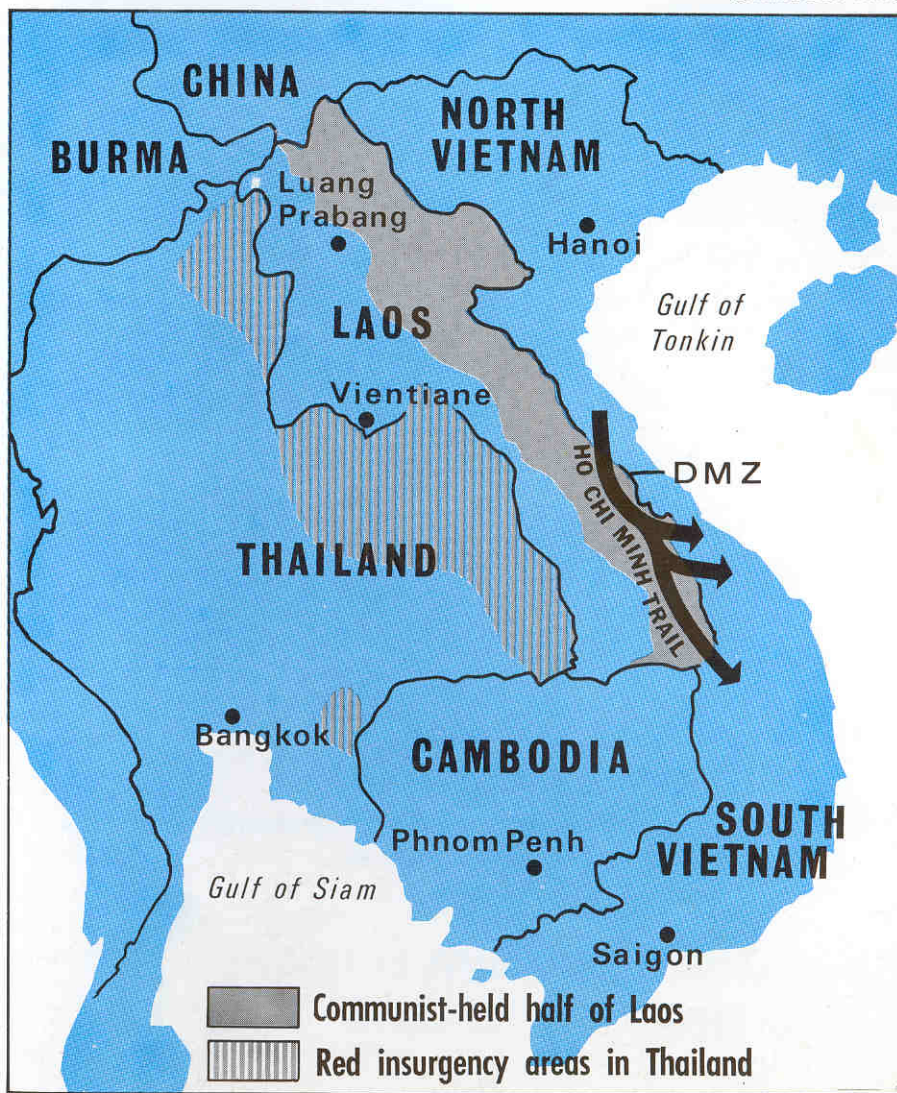 CHINA
NORTH
VIETNAM
BURMA
Luang
Prabang
Hanoi
Gulf of
Tonkin
LAOS
Vientiane
DMZ
HO CHI MINH TRAIL
THAILAND
Bangkok
CAMBODIA
SOUTH
VIETNAM
Phnom Penh
Gulf of Siam
Saigon
Communist-held half of Laos
Red insurgency areas in Thailand